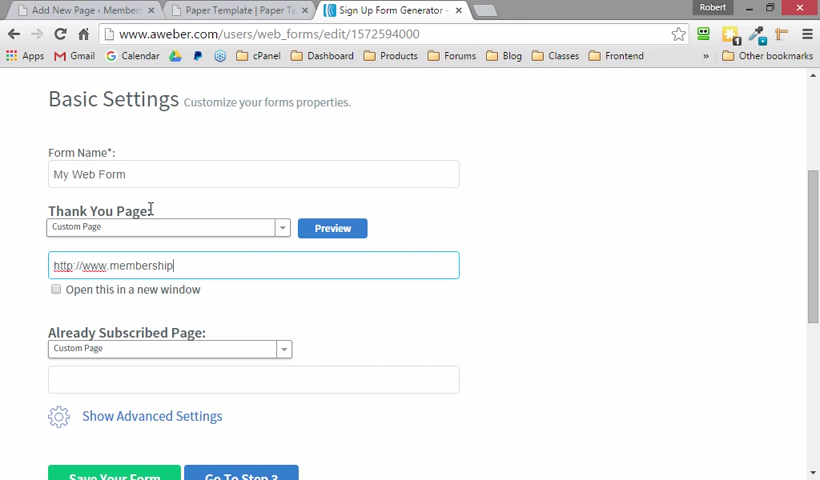 Add New Page ‹ Membersh
Paper Template | Paper Te
Sign Up Form Generator -
Robert
www.aweber.com/users/web_forms/edit/1572594000
Apps Gmail Calendar cPanel Dashboard Products Forums Blog Classes Frontend » Other bookmarks
Basic Settings Customize your forms properties.
Form Name*:
My Web Form
Thank You Page:
Custom Page
Preview
http://www.membership
Open this in a new window
Already Subscribed Page:
Custom Page
Show Advanced Settings
Save Your Form Go To Step 3